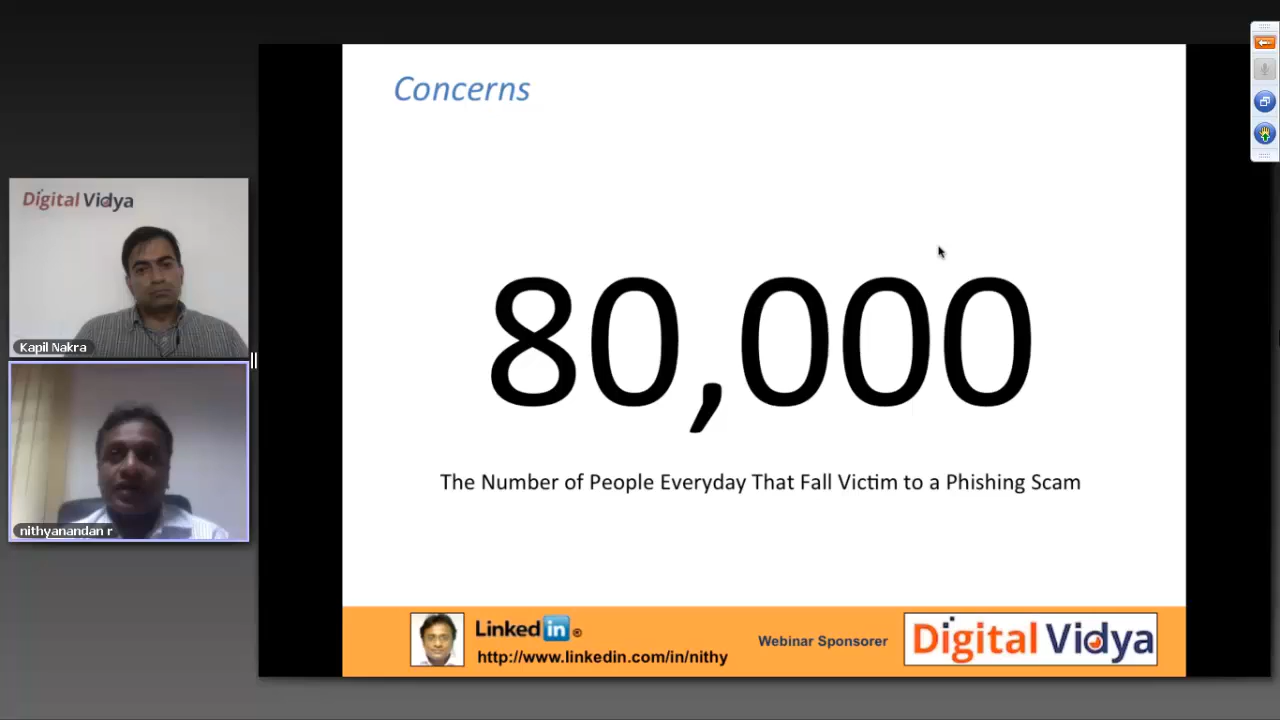 Digital Vidya
Kapil Nakra
nithyanandan r
Concerns
80,000
The Number of People Everyday That Fall Victim to a Phishing Scam
Linked in ®
http://www.linkedin.com/in/nithy
Webinar Sponsorer
Digital Vidya